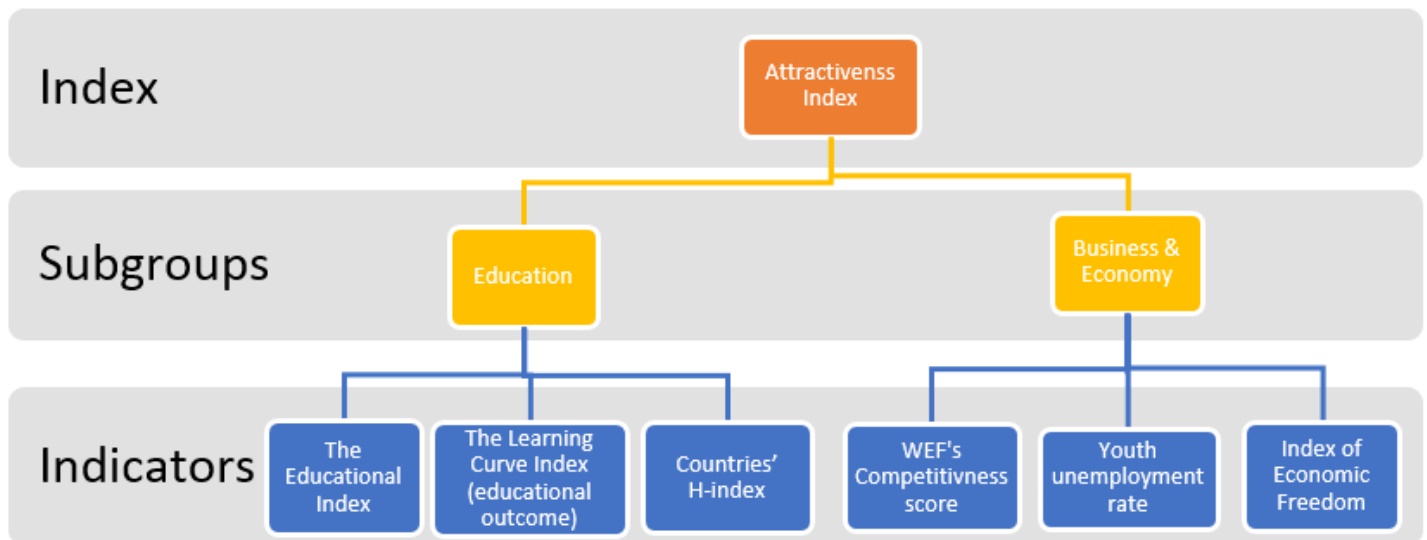 Index
Attractivenss
Index
Subgroups
Education
Business &
Economy
Indicators
The
Educational
Index
The Learning
Curve Index
(educational
outcome)
Countries’
H-index
WEF's
Competitivness
score
Youth
unemployment
rate
Index of
Economic
Freedom